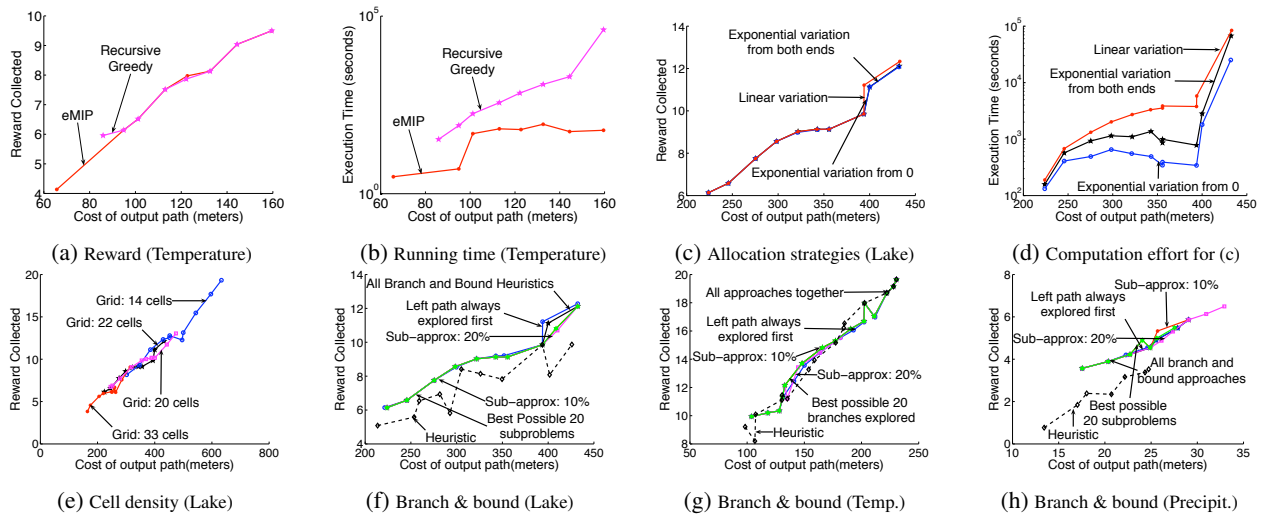 Reward Collected
10
9
8
7
6
5
4
60 80 100 120 140 160
Cost of output path (meters)
Recursive
Greedy
eMIP
(a) Reward (Temperature)
Execution Time (seconds)
10^5
10^0
60 80 100 120 140 160
Cost of output path (meters)
Recursive
Greedy
eMIP
(b) Running time (Temperature)
Reward Collected
14
12
10
8
6
200 250 300 350 400 450
Cost of output path (meters)
Exponential variation
from both ends
Linear variation
Exponential variation from 0
(c) Allocation strategies (Lake)
Execution Time (seconds)
10^5
10^4
10^3
10^2
200 250 300 350 400 450
Cost of output path (meters)
Linear variation
Exponential variation
from both ends
Exponential variation from 0
(d) Computation effort for (c)
Reward Collected
20
15
10
5
0
0 200 400 600 800
Cost of output path(meters)
Grid: 14 cells
Grid: 22 cells
Grid: 20 cells
Grid: 33 cells
(e) Cell density (Lake)
Reward Collected
14
12
10
8
6
4
200 250 300 350 400 450
Cost of output path(meters)
All Branch and Bound Heuristics
Left path always
explored first
Sub-approx: 20%
Sub-approx: 10%
Best Possible 20
subproblems
Heuristic
(f) Branch & bound (Lake)
Reward Collected
20
18
16
14
12
10
8
50 100 150 200 250
Cost of output path(meters)
All approaches together
Left path always
explored first
Sub-approx: 10%
Sub-approx: 20%
Best possible 20
branches explored
Heuristic
(g) Branch & bound (Temp.)
Reward Collected
8
6
4
2
0
10 15 20 25 30 35
Cost of output path(meters)
Sub-approx: 10%
Left path always
explored first
Sub-approx: 20%
All branch and
bound approaches
Best Possible
20 subproblems
Heuristic
(h) Branch & bound (Precipit.)